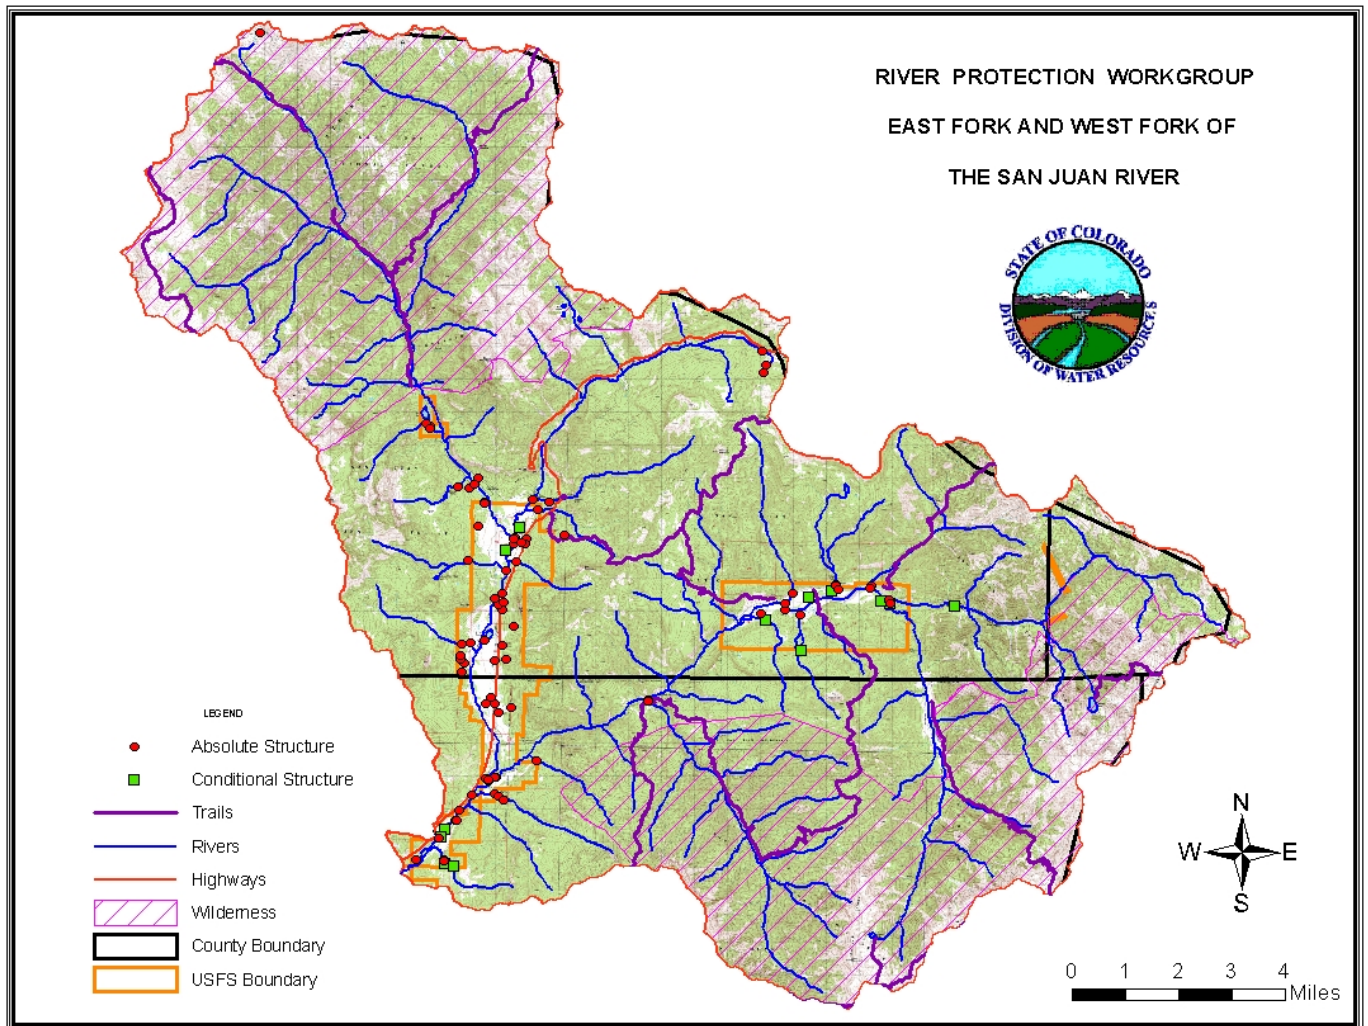 RIVER PROTECTION WORKGROUP
EAST FORK AND WEST FORK OF
THE SAN JUAN RIVER
STATE OF COLORADO
DIVISION OF WATER RESOURCES
LEGEND
Absolute Structure
Conditional Structure
Trails
Rivers
Highways
Wilderness
County Boundary
USFS Boundary
N
W E
S
0 1 2 3 4
Miles